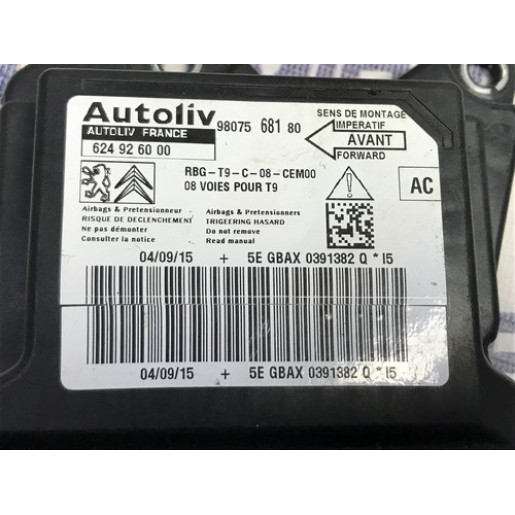 Autoliv
AUTOLIV FRANCE
624 92 60 00
98075 681 80
SENS DE MONTAGE
IMPERATIF
AVANT
FORWARD
RBG-T9-C-08-CEM00
08 VOIES POUR T9
AC
Airbags & Pretensionneur
RISQUE DE DECLENCHEMENT
Ne pas démonter
Consulter la notice
Airbags & Pretensionners
TRIGEERING HASARD
Do not remove
Read manual
04/09/15 + 5E GBAX 0391382 Q * I5
04/09/15 + 5E GBAX 0391382 Q * I5